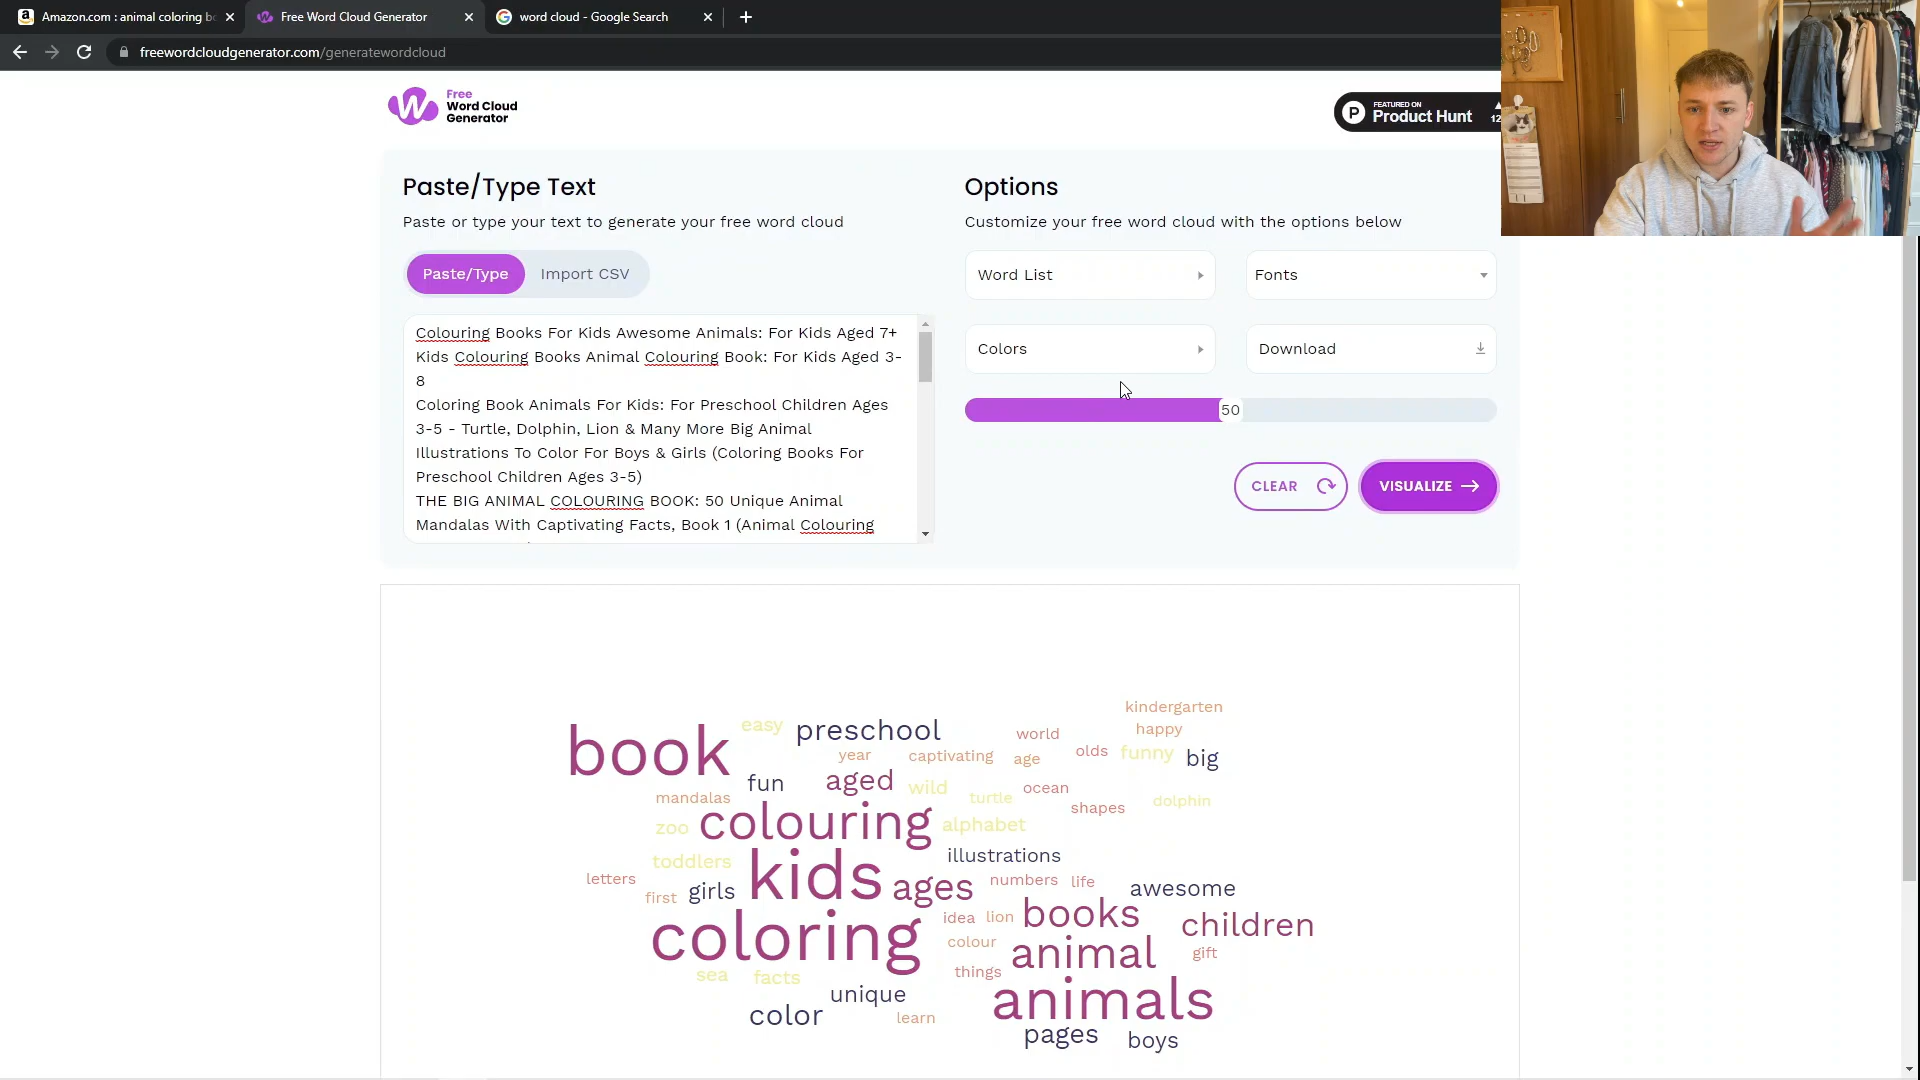 Amazon.com : animal coloring bo
Free Word Cloud Generator
word cloud - Google Search
freewordcloudgenerator.com/generatewordcloud
Free
Word Cloud
Generator
FEATURED ON
Product Hunt
12
Paste/Type Text
Paste or type your text to generate your free word cloud
Paste/Type
Import CSV
Colouring Books For Kids Awesome Animals: For Kids Aged 7+
Kids Colouring Books Animal Colouring Book: For Kids Aged 3-
8
Coloring Book Animals For Kids: For Preschool Children Ages
3-5 - Turtle, Dolphin, Lion & Many More Big Animal
Illustrations To Color For Boys & Girls (Coloring Books For
Preschool Children Ages 3-5)
THE BIG ANIMAL COLOURING BOOK: 50 Unique Animal
Mandalas With Captivating Facts, Book 1 (Animal Colouring
Options
Customize your free word cloud with the options below
Word List
Fonts
Colors
Download
50
CLEAR
VISUALIZE
kindergarten
book
easy
preschool
world
happy
year
captivating
age
olds
funny
big
fun
aged
wild
turtle
ocean
mandalas
shapes
dolphin
zoo
colouring
alphabet
toddlers
illustrations
letters
kids
girls
ages
numbers
life
awesome
first
coloring
idea
lion
books
children
colour
animal
gift
sea
facts
things
unique
animals
color
learn
pages
boys